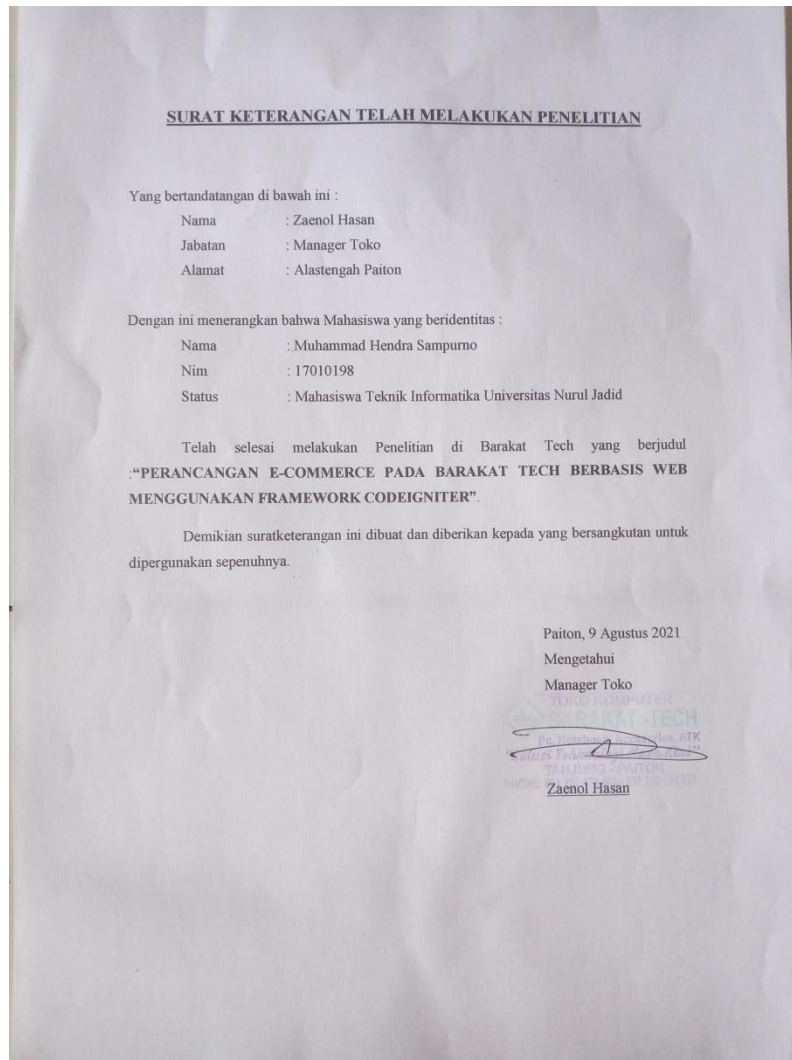 SURAT KETERANGAN TELAH MELAKUKAN PENELITIAN
Yang bertandatangan di bawah ini :
Nama : Zaenol Hasan
Jabatan : Manager Toko
Alamat : Alastengah Paiton
Dengan ini menerangkan bahwa Mahasiswa yang beridentitas :
Nama : Muhammad Hendra Sampurno
Nim : 17010198
Status : Mahasiswa Teknik Informatika Universitas Nurul Jadid
Telah selesai melakukan Penelitian di Barakat Tech yang berjudul
:“PERANCANGAN E-COMMERCE PADA BARAKAT TECH BERBASIS WEB
MENGGUNAKAN FRAMEWORK CODEIGNITER”.
Demikian suratketerangan ini dibuat dan diberikan kepada yang bersangkutan untuk
dipergunakan sepenuhnya.
Paiton, 9 Agustus 2021
Mengetahui
Manager Toko
TOKO KOMPUTER
BARAKAT -TECH
ATK
TANJUNG - PAITON
PHONE.
Zaenol Hasan